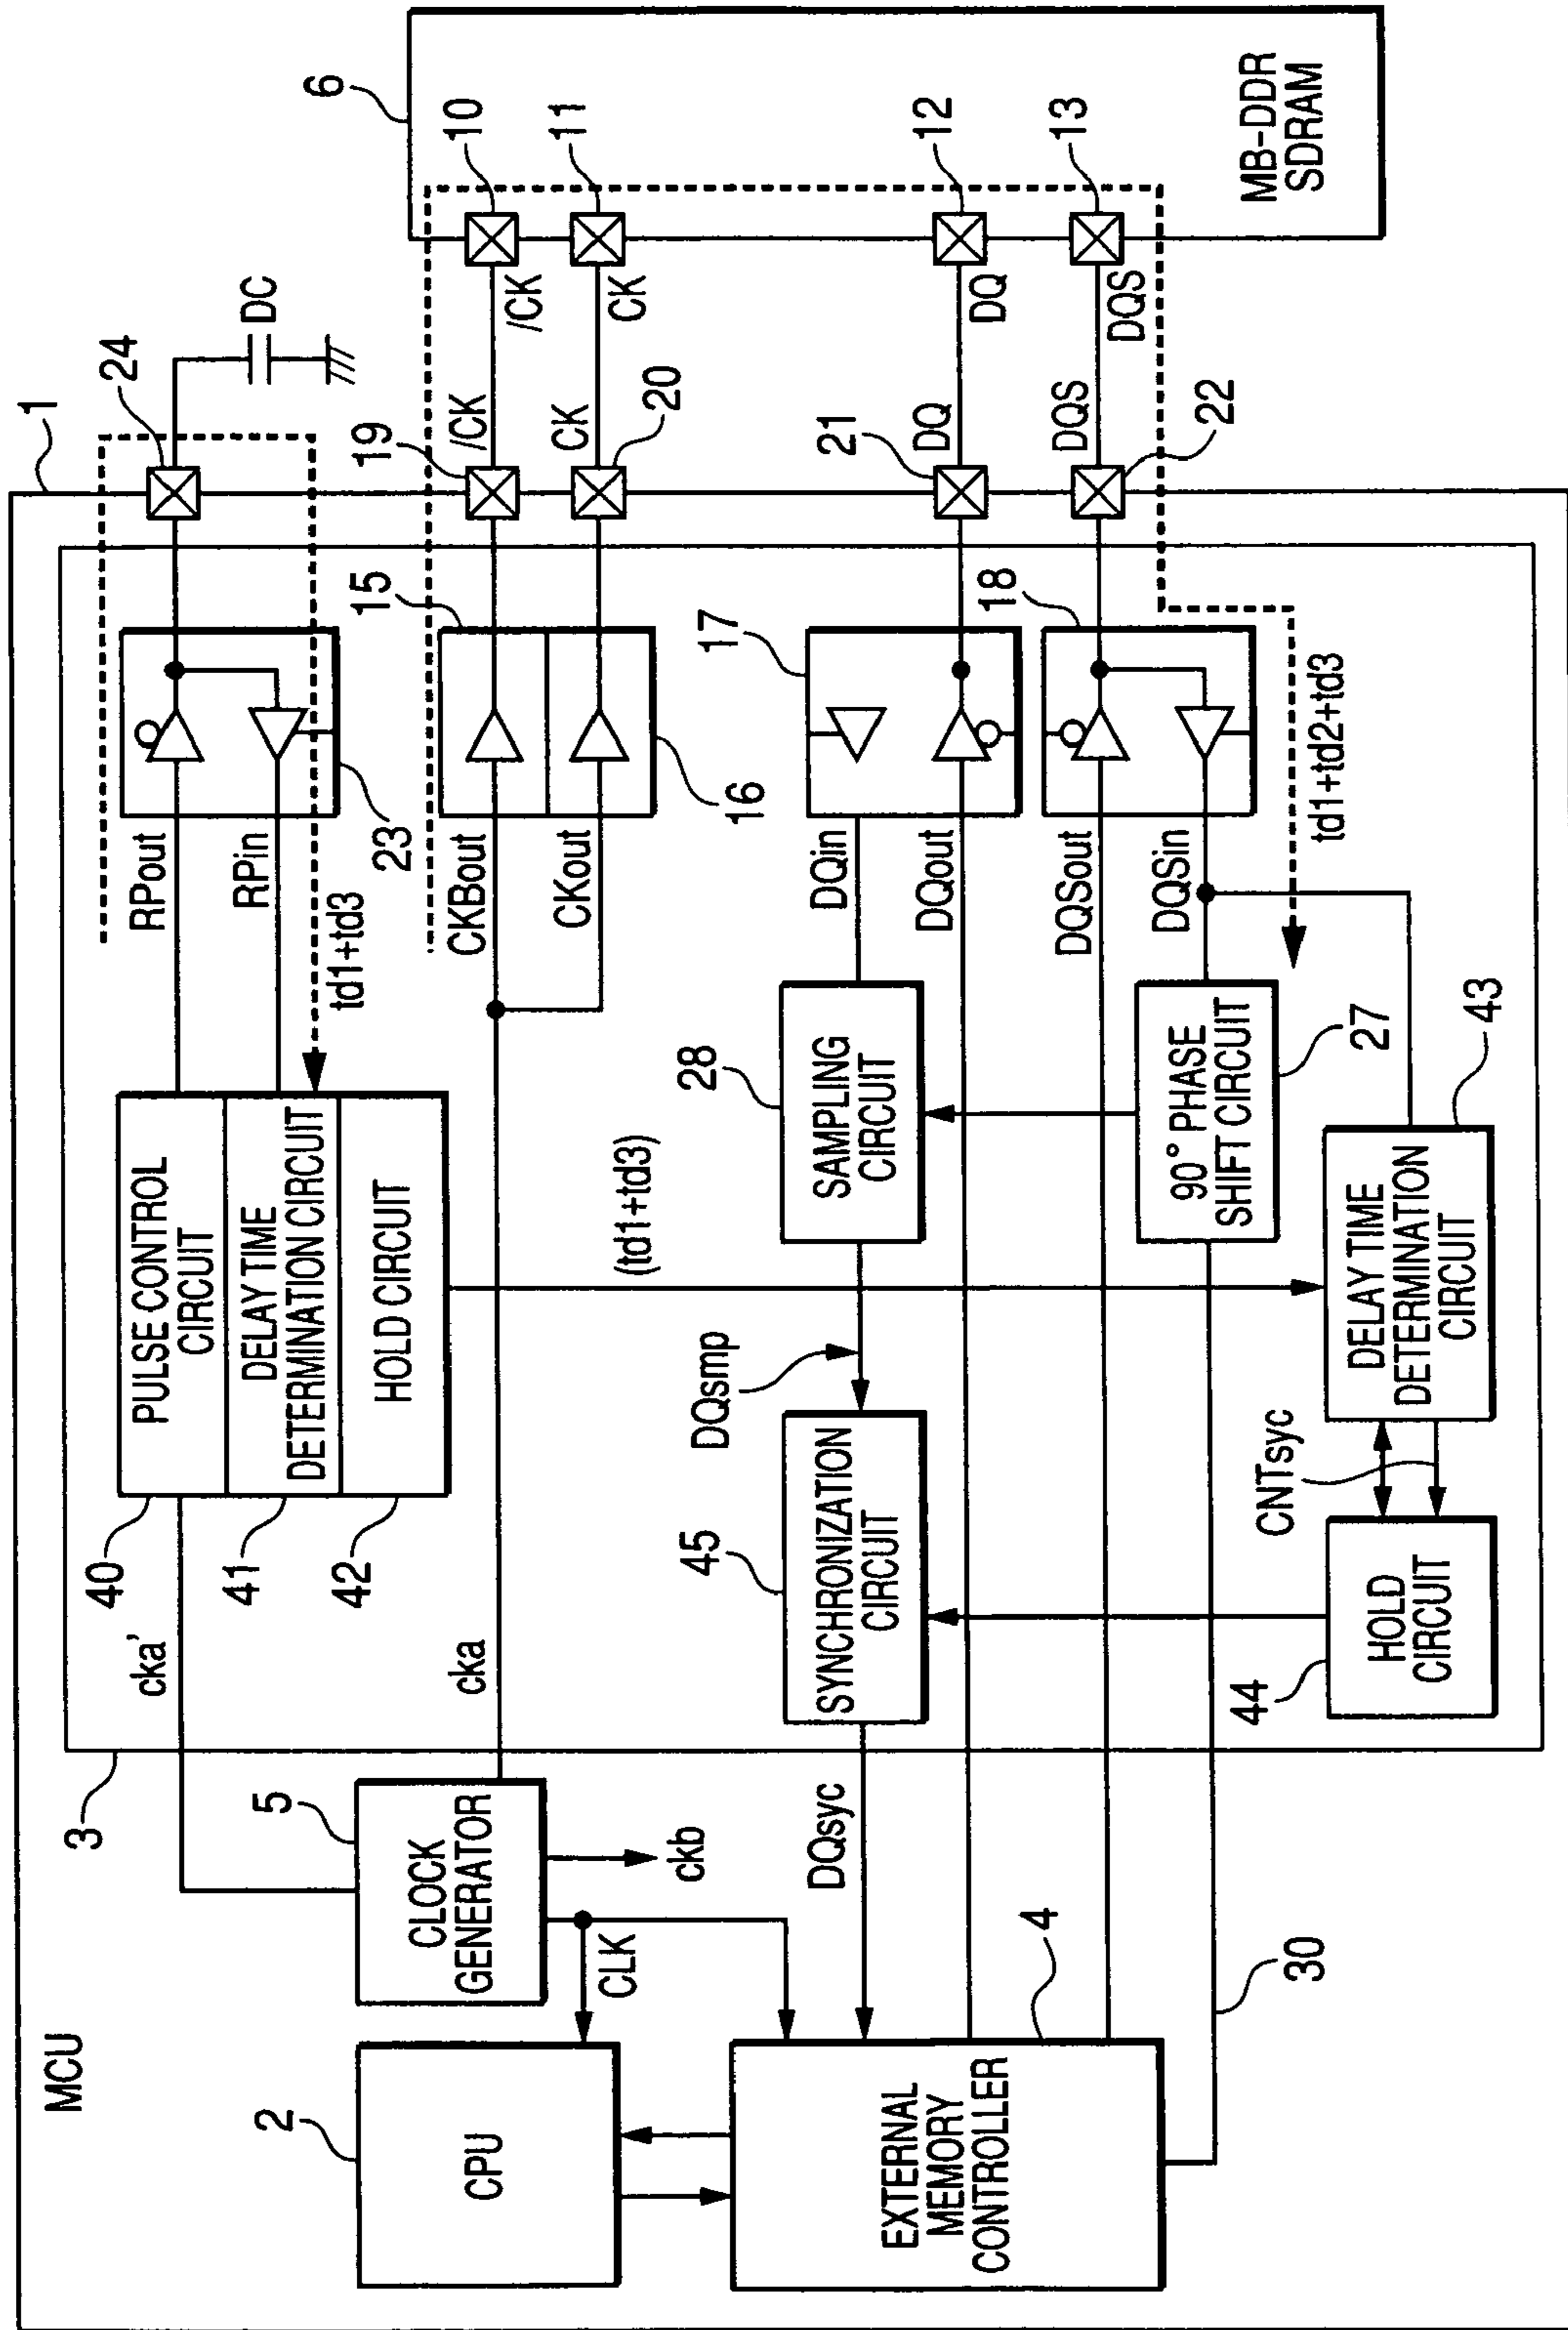 MCU
1
3
2
CPU
5
CLOCK
GENERATOR
CLK
ckb
cka'
cka
EXTERNAL
MEMORY
CONTROLLER
4
30
DQsyc
40
41
42
PULSE CONTROL
CIRCUIT
DELAY TIME
DETERMINATION CIRCUIT
HOLD CIRCUIT
RPout
RPin
td1+td3
(td1+td3)
23
24
DC
15
16
CKBout
CKout
19
/CK
/CK
10
20
CK
CK
11
6
MB-DDR
SDRAM
45
SYNCHRONIZATION
CIRCUIT
DQsmp
28
SAMPLING
CIRCUIT
DQin
DQout
17
21
DQ
DQ
12
DQSout
DQSin
18
22
DQS
DQS
13
td1+td2+td3
90° PHASE
SHIFT CIRCUIT
27
44
HOLD
CIRCUIT
CNTsyc
DELAY TIME
DETERMINATION
CIRCUIT
43